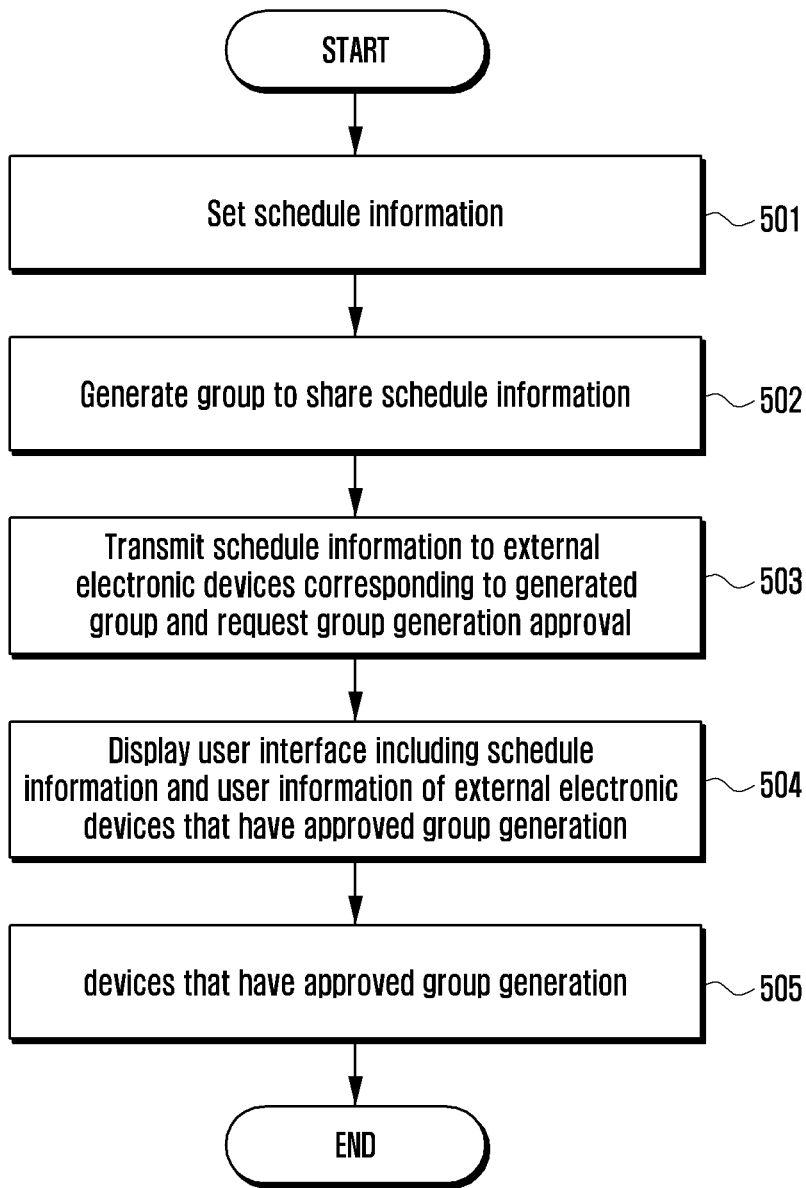 START
Set schedule information
501
Generate group to share schedule information
502
Transmit schedule information to external
electronic devices corresponding to generated
group and request group generation approval
503
Display user interface including schedule
information and user information of external electronic
devices that have approved group generation
504
devices that have approved group generation
505
END